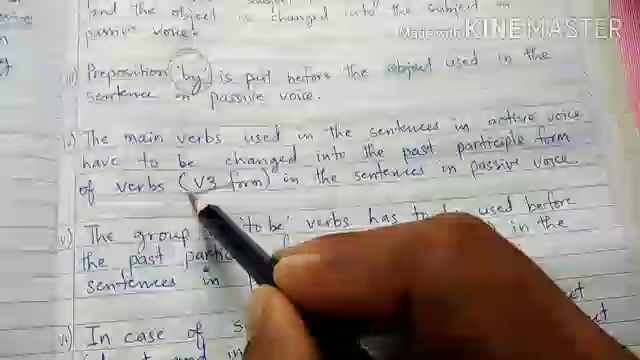 and the object is changed into the subject in
passive voice.
Made with KINEMASTER
iii) Preposition (by) is put before the object used in the
sentence in passive voice.
iv) The main verbs used in the sentences in active voice
have to be changed into the past participle form
of verbs (V3 form) in the sentences in passive voice.
v) The group 'to be' verbs has to be used before
the past in the
sentences in
vi) In case of